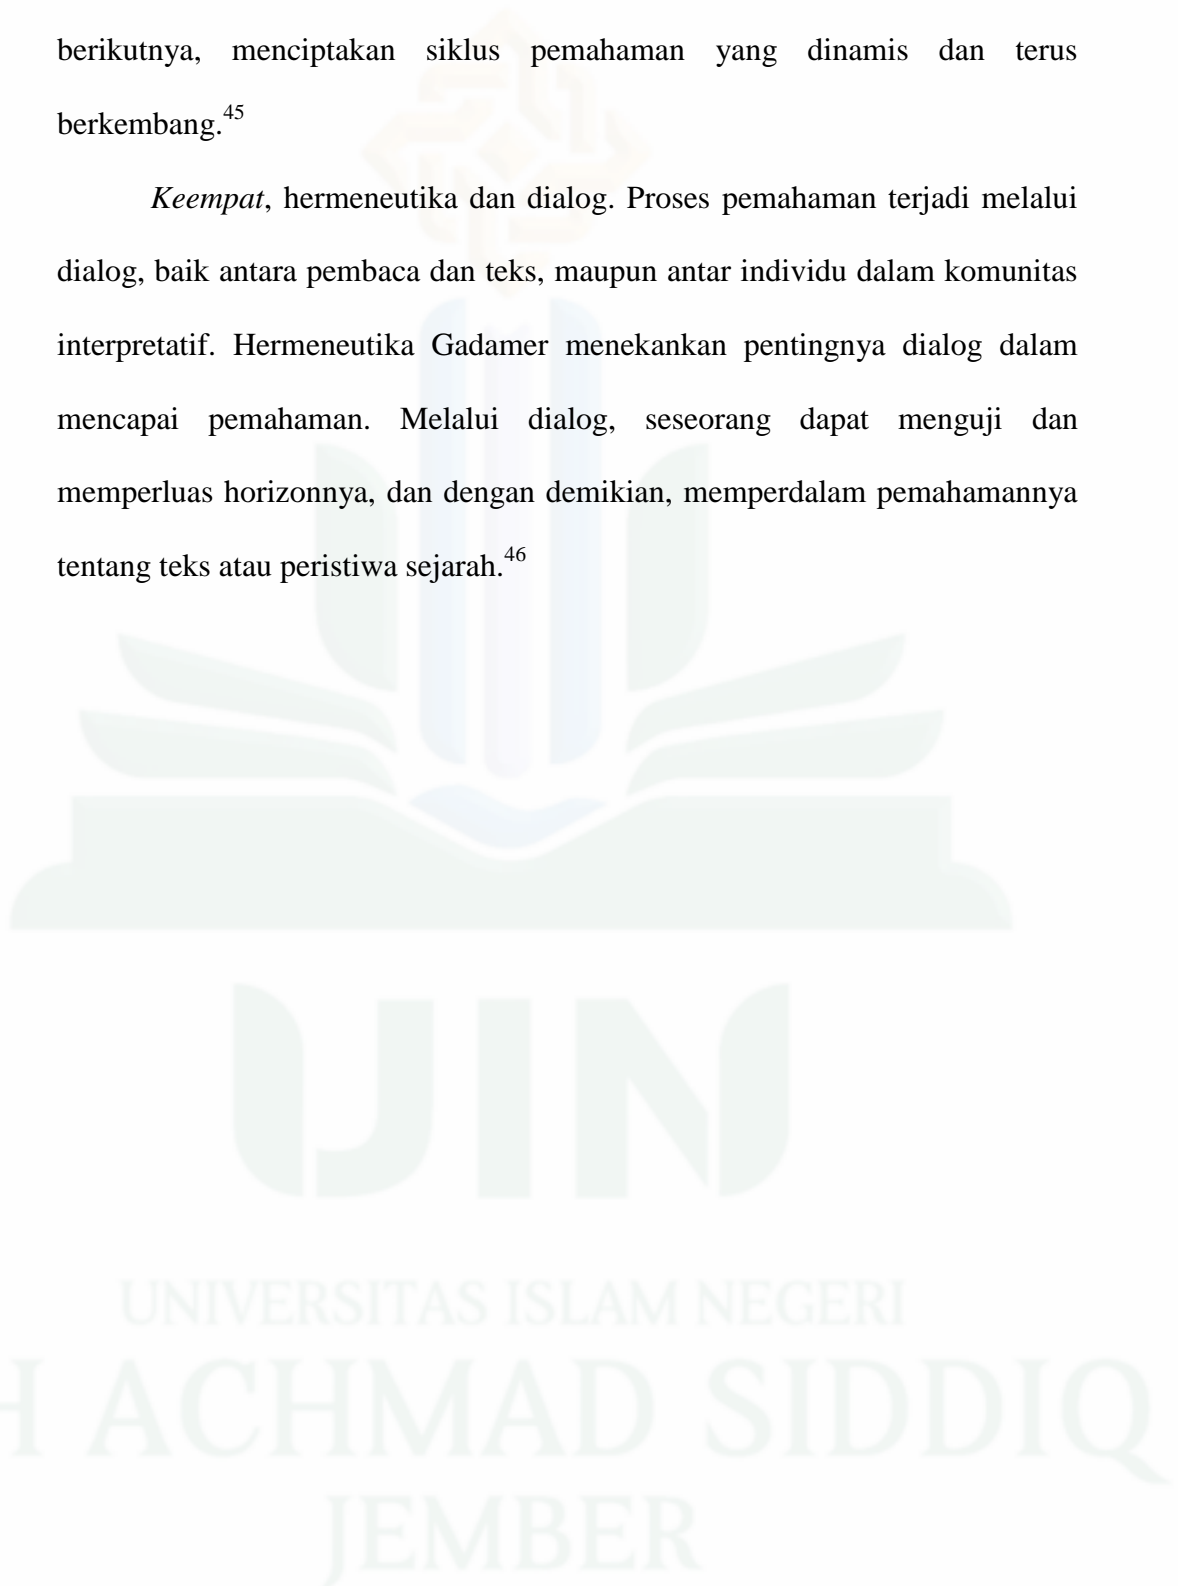 berikutnya, menciptakan siklus pemahaman yang dinamis dan terus
berkembang.45
Keempat, hermeneutika dan dialog. Proses pemahaman terjadi melalui
dialog, baik antara pembaca dan teks, maupun antar individu dalam komunitas
interpretatif. Hermeneutika Gadamer menekankan pentingnya dialog dalam
mencapai pemahaman. Melalui dialog, seseorang dapat menguji dan
memperluas horizonnya, dan dengan demikian, memperdalam pemahamannya
tentang teks atau peristiwa sejarah.46
UIN
UNIVERSITAS ISLAM NEGERI
H ACHMAD SIDDIQ
JEMBER